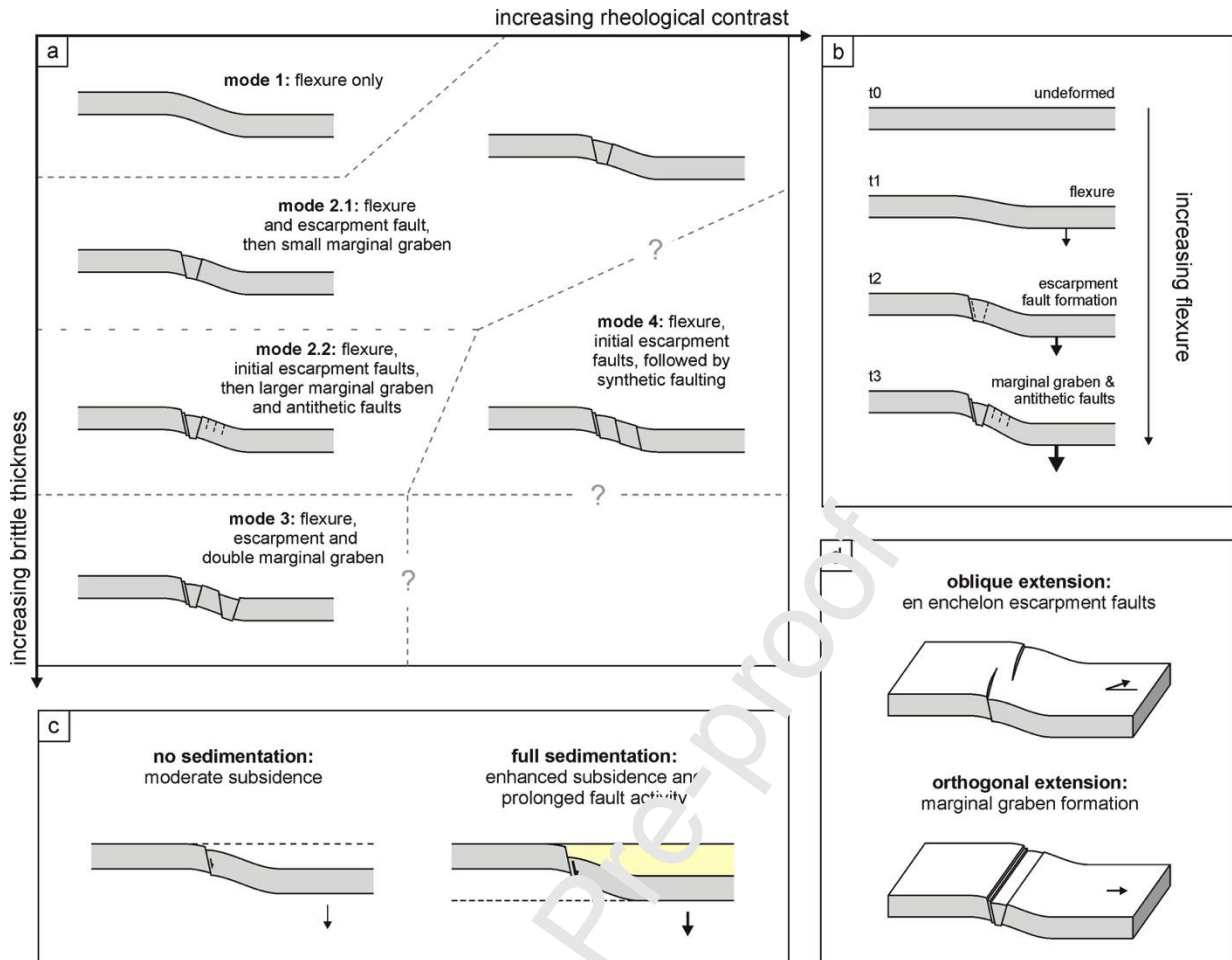 increasing rheological contrast
increasing brittle thickness
a
mode 1: flexure only
mode 2.1: flexure
and escarpment fault,
then small marginal graben
?
mode 2.2: flexure,
initial escarpment faults,
then larger marginal graben
and antithetic faults
mode 4: flexure,
initial escarpment
faults, followed by
synthetic faulting
?
mode 3: flexure,
escarpment and
double marginal graben
?
b
t0
undeformed
t1
flexure
t2
escarpment
fault formation
t3
marginal graben &
antithetic faults
increasing flexure
c
no sedimentation:
moderate subsidence
full sedimentation:
enhanced subsidence and
prolonged fault activity
d
oblique extension:
en enchelon escarpment faults
orthogonal extension:
marginal graben formation
Pre-proof